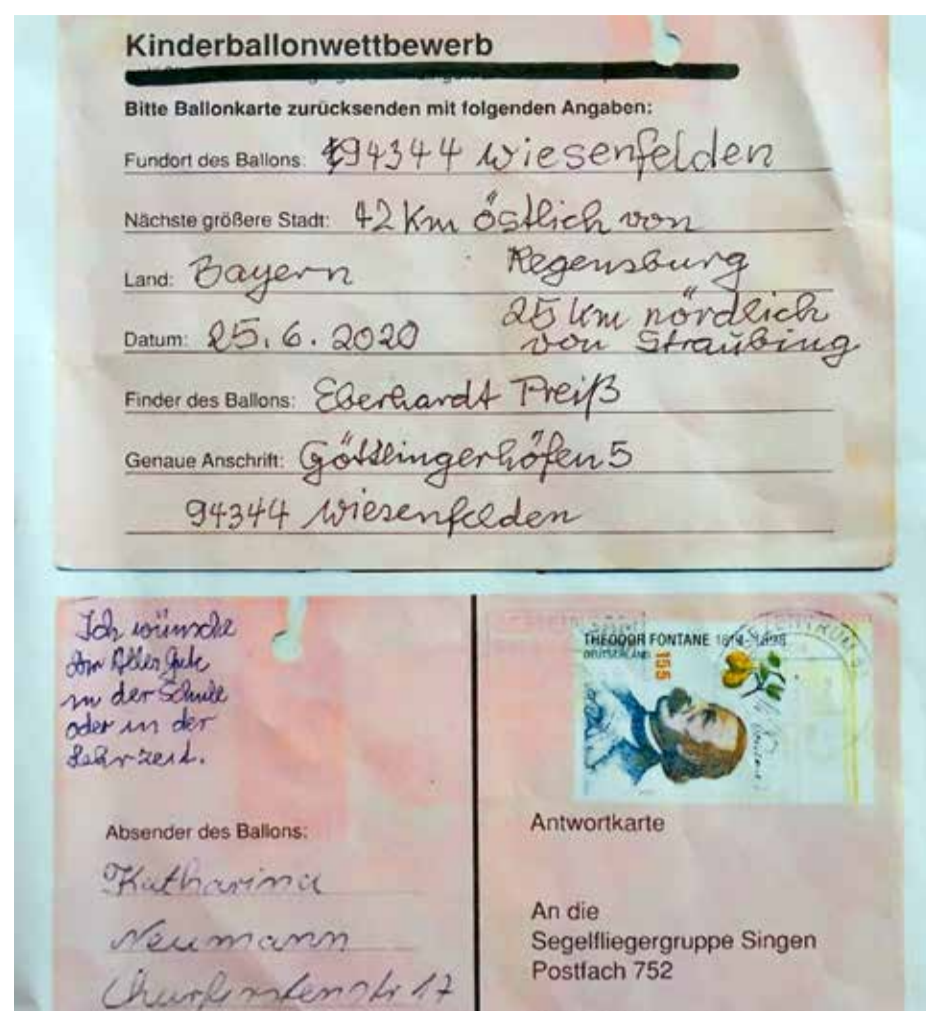 Kinderballonwettbewerb
Bitte Ballonkarte zurücksenden mit folgenden Angaben:
Fundort des Ballons: 94344 Wiesenfelden
Nächste größere Stadt: 42 km östlich von
Regensburg
Land: Bayern
25 km nördlich
von Straubing
Datum: 25.6.2020
Finder des Ballons: Eberhardt Preiß
Genaue Anschrift: 5
94344 Wiesenfelden
Ich wünsche
Alles Gute
in der Schule
oder in der
Lehrzeit.
THEODOR FONTANE 1819-1898
DEUTSCHLAND
155
Absender des Ballons:
Katharina
Neumann
17
Antwortkarte
An die
Segelfliegergruppe Singen
Postfach 752